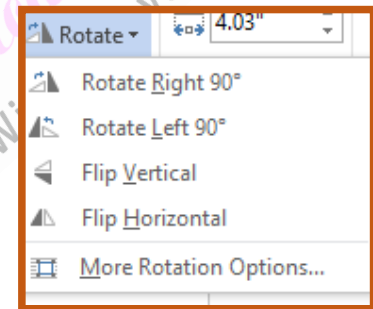 Rotate 4.03"
Rotate Right 90°
Rotate Left 90°
Flip Vertical
Flip Horizontal
More Rotation Options...